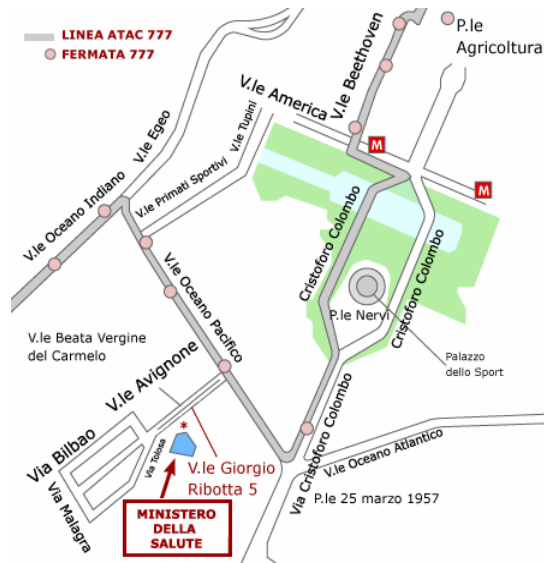 LINEA ATAC 777
FERMATA 777
P.le
Agricoltura
V.le Beethoven
V.le America
V.le Egeo
V.le Tupini
V.le Primati Sportivi
V.le Oceano Indiano
Cristoforo Colombo
Cristoforo Colombo
V.le Oceano Pacifico
P.le Nervi
Palazzo
dello Sport
V.le Beata Vergine
del Carmelo
V.le Avignone
Via Cristoforo Colombo
V.le Oceano Atlantico
Via Bilbao
Via Tolosa
*
V.le Giorgio
Ribotta 5
Via Malagra
P.le 25 marzo 1957
MINISTERO
DELLA
SALUTE
M
M